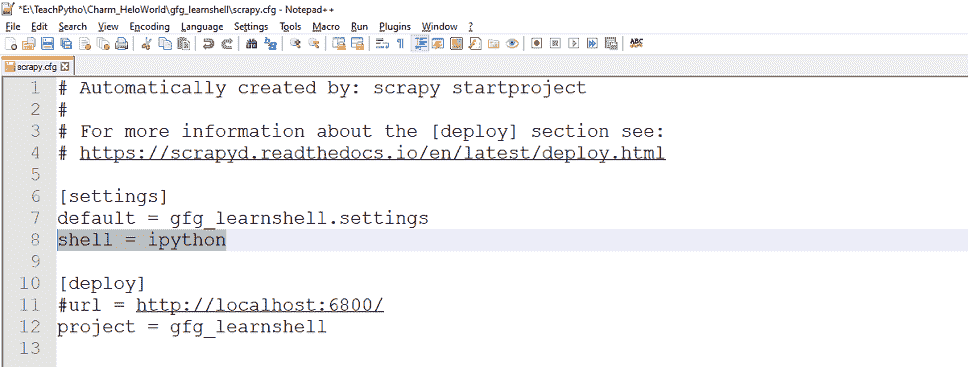 *E:\TeachPytho\Charm_HeloWorld\gfg_learnshell\scrapy.cfg - Notepad++
File Edit Search View Encoding Language Settings Tools Macro Run Plugins Window ?
scrapy.cfg
1 # Automatically created by: scrapy startproject
2 #
3 # For more information about the [deploy] section see:
4 # https://scrapyd.readthedocs.io/en/latest/deploy.html
5
6 [settings]
7 default = gfg_learnshell.settings
8 shell = ipython
9
10 [deploy]
11 #url = http://localhost:6800/
12 project = gfg_learnshell
13